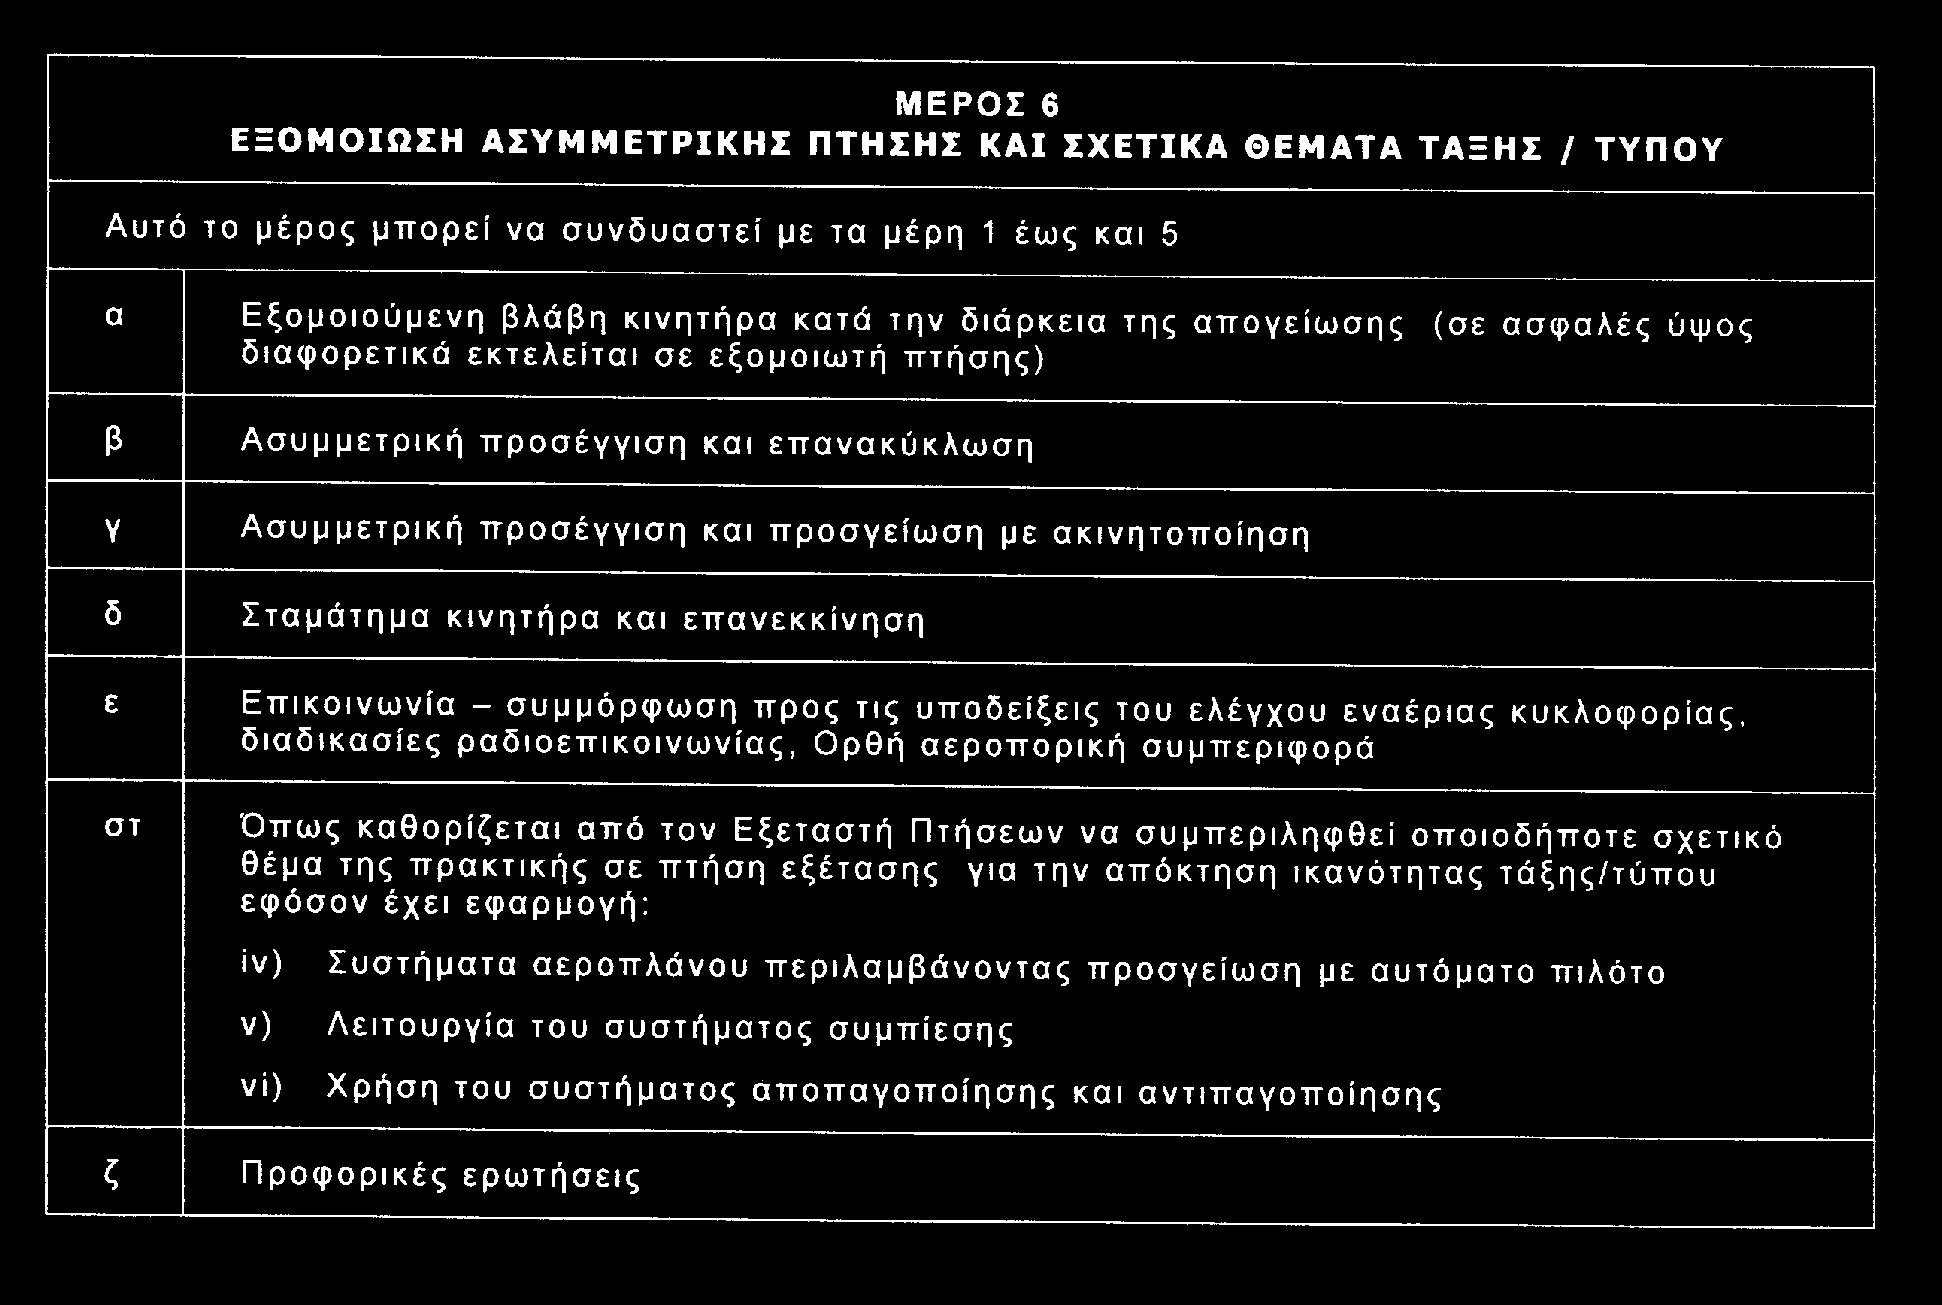 ΜΕΡΟΣ 6
ΕΞΟΜΟΙΩΣΗ ΑΣΥΜΜΕΤΡΙΚΗΣ ΠΤΗΣΗΣ ΚΑΙ ΣΧΕΤΙΚΑ ΘΕΜΑΤΑ ΤΑΞΗΣ / ΤΥΠΟΥ
Αυτό το μέρος μπορεί να συνδυαστεί με τα μέρη 1 έως και 5
α Εξομοιούμενη βλάβη κινητήρα κατά την διάρκεια της απογείωσης (σε ασφαλές ύψος
διαφορετικά εκτελείται σε εξομοιωτή πτήσης)
β Ασυμμετρική προσέγγιση και επανακύκλωση
γ Ασυμμετρική προσέγγιση και προσγείωση με ακινητοποίηση
δ Σταμάτημα κινητήρα και επανεκκίνηση
ε Επικοινωνία – συμμόρφωση προς τις υποδείξεις του ελέγχου εναέριας κυκλοφορίας,
διαδικασίες ραδιοεπικοινωνίας, Ορθή αεροπορική συμπεριφορά
στ Όπως καθορίζεται από τον Εξεταστή Πτήσεων να συμπεριληφθεί οποιοδήποτε σχετικό
θέμα της πρακτικής σε πτήση εξέτασης για την απόκτηση ικανότητας τάξης/τύπου
εφόσον έχει εφαρμογή:
iv) Συστήματα αεροπλάνου περιλαμβάνοντας προσγείωση με αυτόματο πιλότο
v) Λειτουργία του συστήματος συμπίεσης
vi) Χρήση του συστήματος αποπαγοποίησης και αντιπαγοποίησης
ζ Προφορικές ερωτήσεις